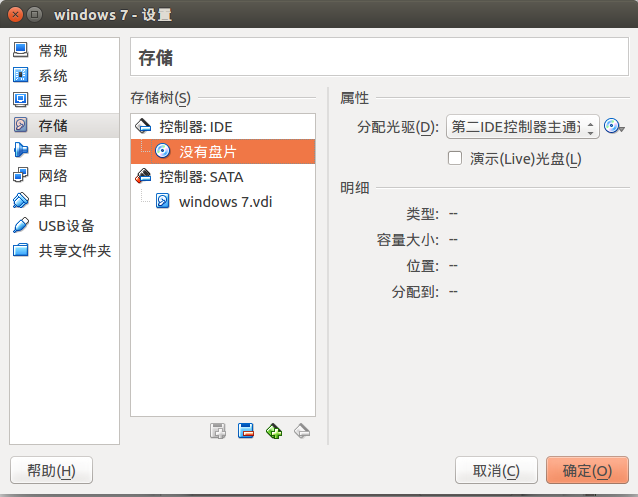 windows 7 - 设置
常规
系统
显示
存储
声音
网络
串口
USB设备
共享文件夹
存储
存储树(S)
控制器: IDE
没有盘片
控制器: SATA
windows 7.vdi
属性
分配光驱(D): 第二IDE控制器主通
演示(Live)光盘(L)
明细
类型: --
容量大小: --
位置: --
分配到: --
帮助(H)
取消(C)
确定(O)